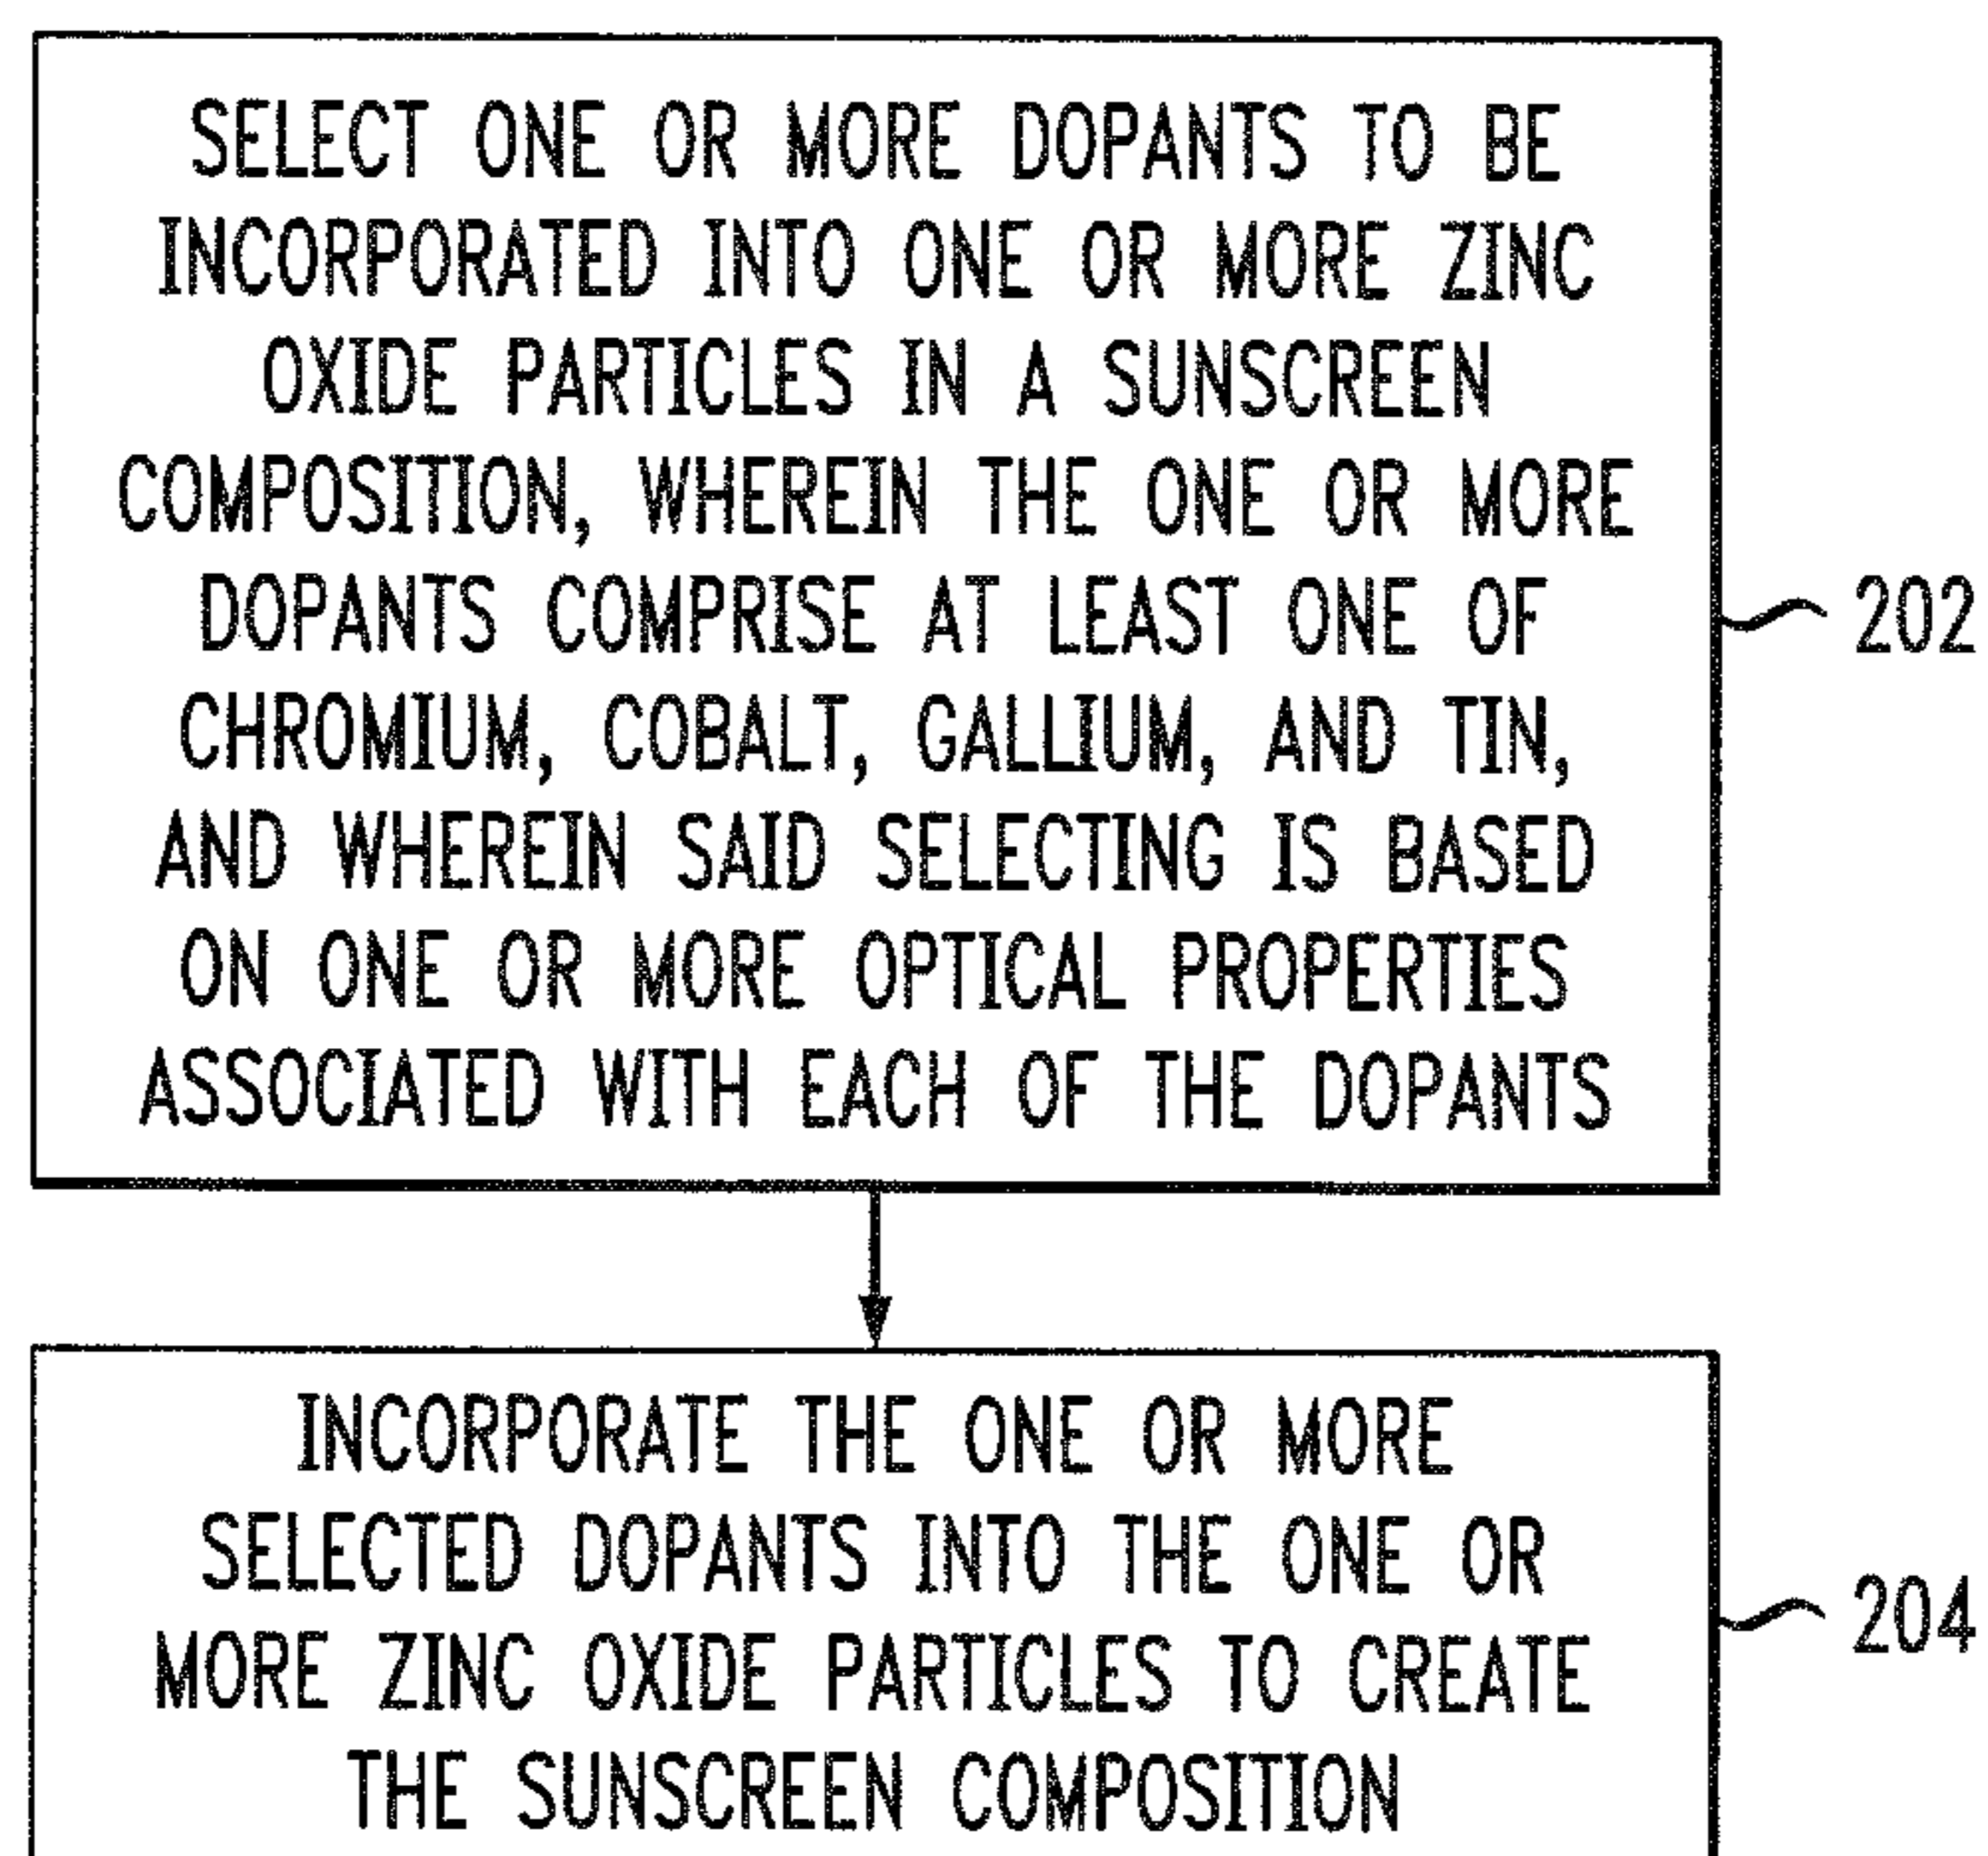 SELECT ONE OR MORE DOPANTS TO BE
INCORPORATED INTO ONE OR MORE ZINC
OXIDE PARTICLES IN A SUNSCREEN
COMPOSITION, WHEREIN THE ONE OR MORE
DOPANTS COMPRISE AT LEAST ONE OF
CHROMIUM, COBALT, GALLIUM, AND TIN,
AND WHEREIN SAID SELECTING IS BASED
ON ONE OR MORE OPTICAL PROPERTIES
ASSOCIATED WITH EACH OF THE DOPANTS
202
INCORPORATE THE ONE OR MORE
SELECTED DOPANTS INTO THE ONE OR
MORE ZINC OXIDE PARTICLES TO CREATE
THE SUNSCREEN COMPOSITION
204